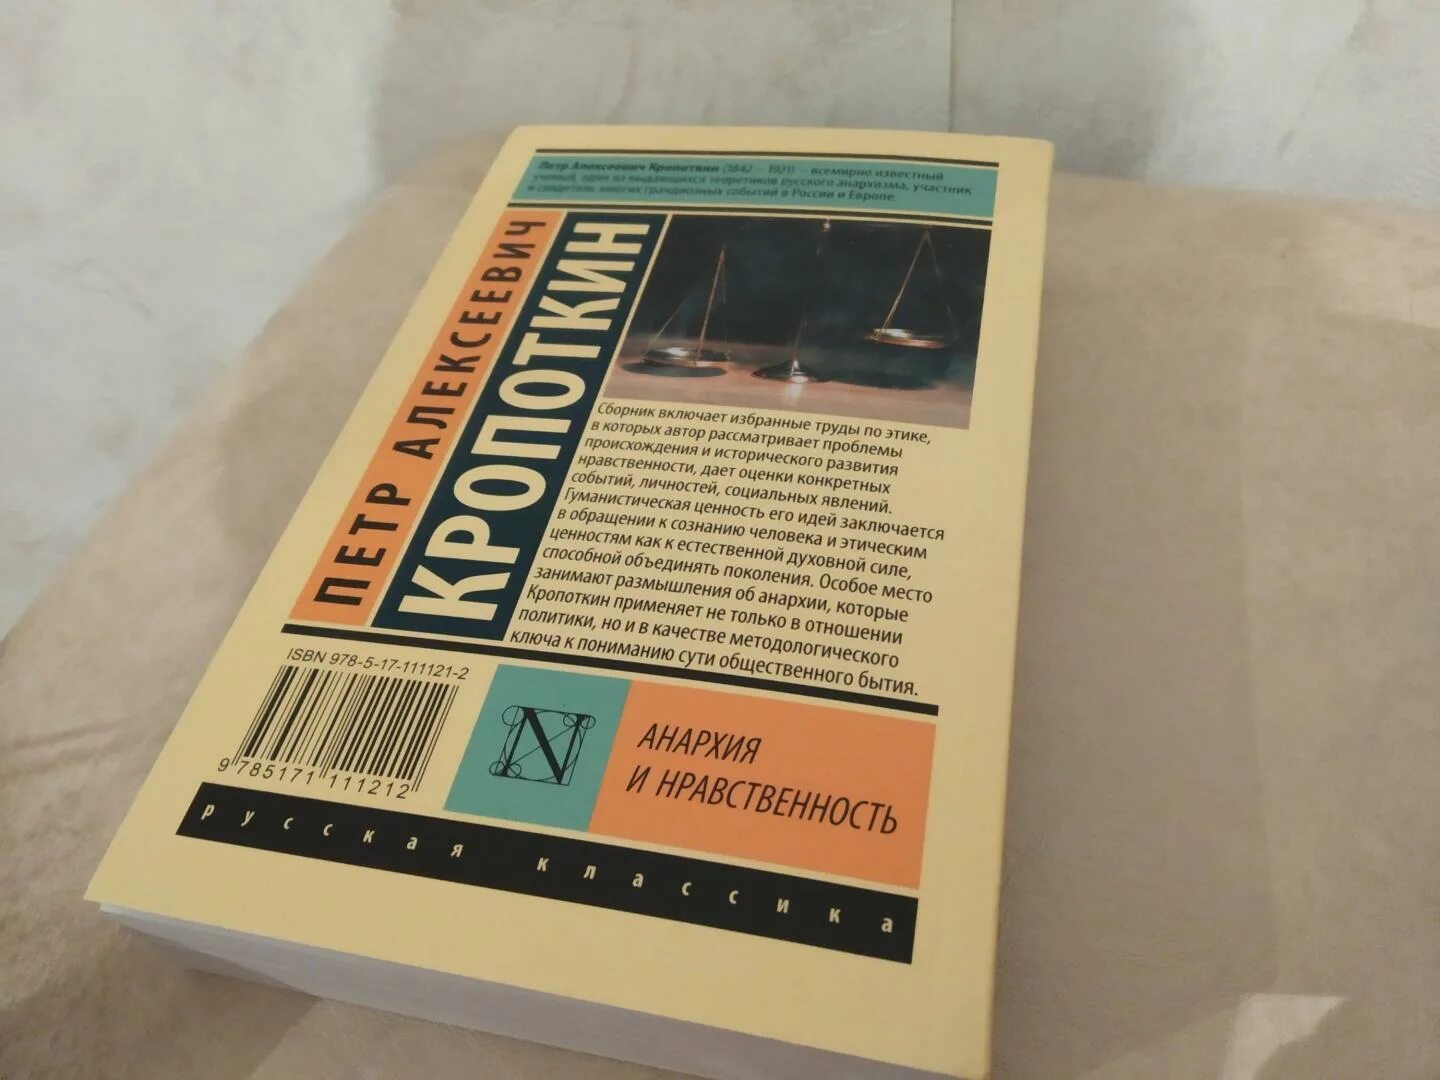 Петр Алексеевич Кропоткин (1842 - 1921) - всемирно известный
ученый, один из выдающихся теоретиков русского анархизма, участник
и свидетель многих грандиозных событий в России и Европе.
ПЕТР АЛЕКСЕЕВИЧ
КРОПОТКИН
Сборник включает избранные труды по этике,
в которых автор рассматривает проблемы
происхождения и исторического развития
нравственности, дает оценки конкретных
событий, личностей, социальных явлений.
Гуманистическая ценность его идей заключается
в обращении к сознанию человека и этическим
ценностям как к естественной духовной силе,
способной объединять поколения. Особое место
занимают размышления об анархии, которые
Кропоткин применяет не только в отношении
политики, но и в качестве методологического
ключа к пониманию сути общественного бытия.
ISBN 978-5-17-111121-2
9 785171 111212
N
АНАРХИЯ
И НРАВСТВЕННОСТЬ
русская классика